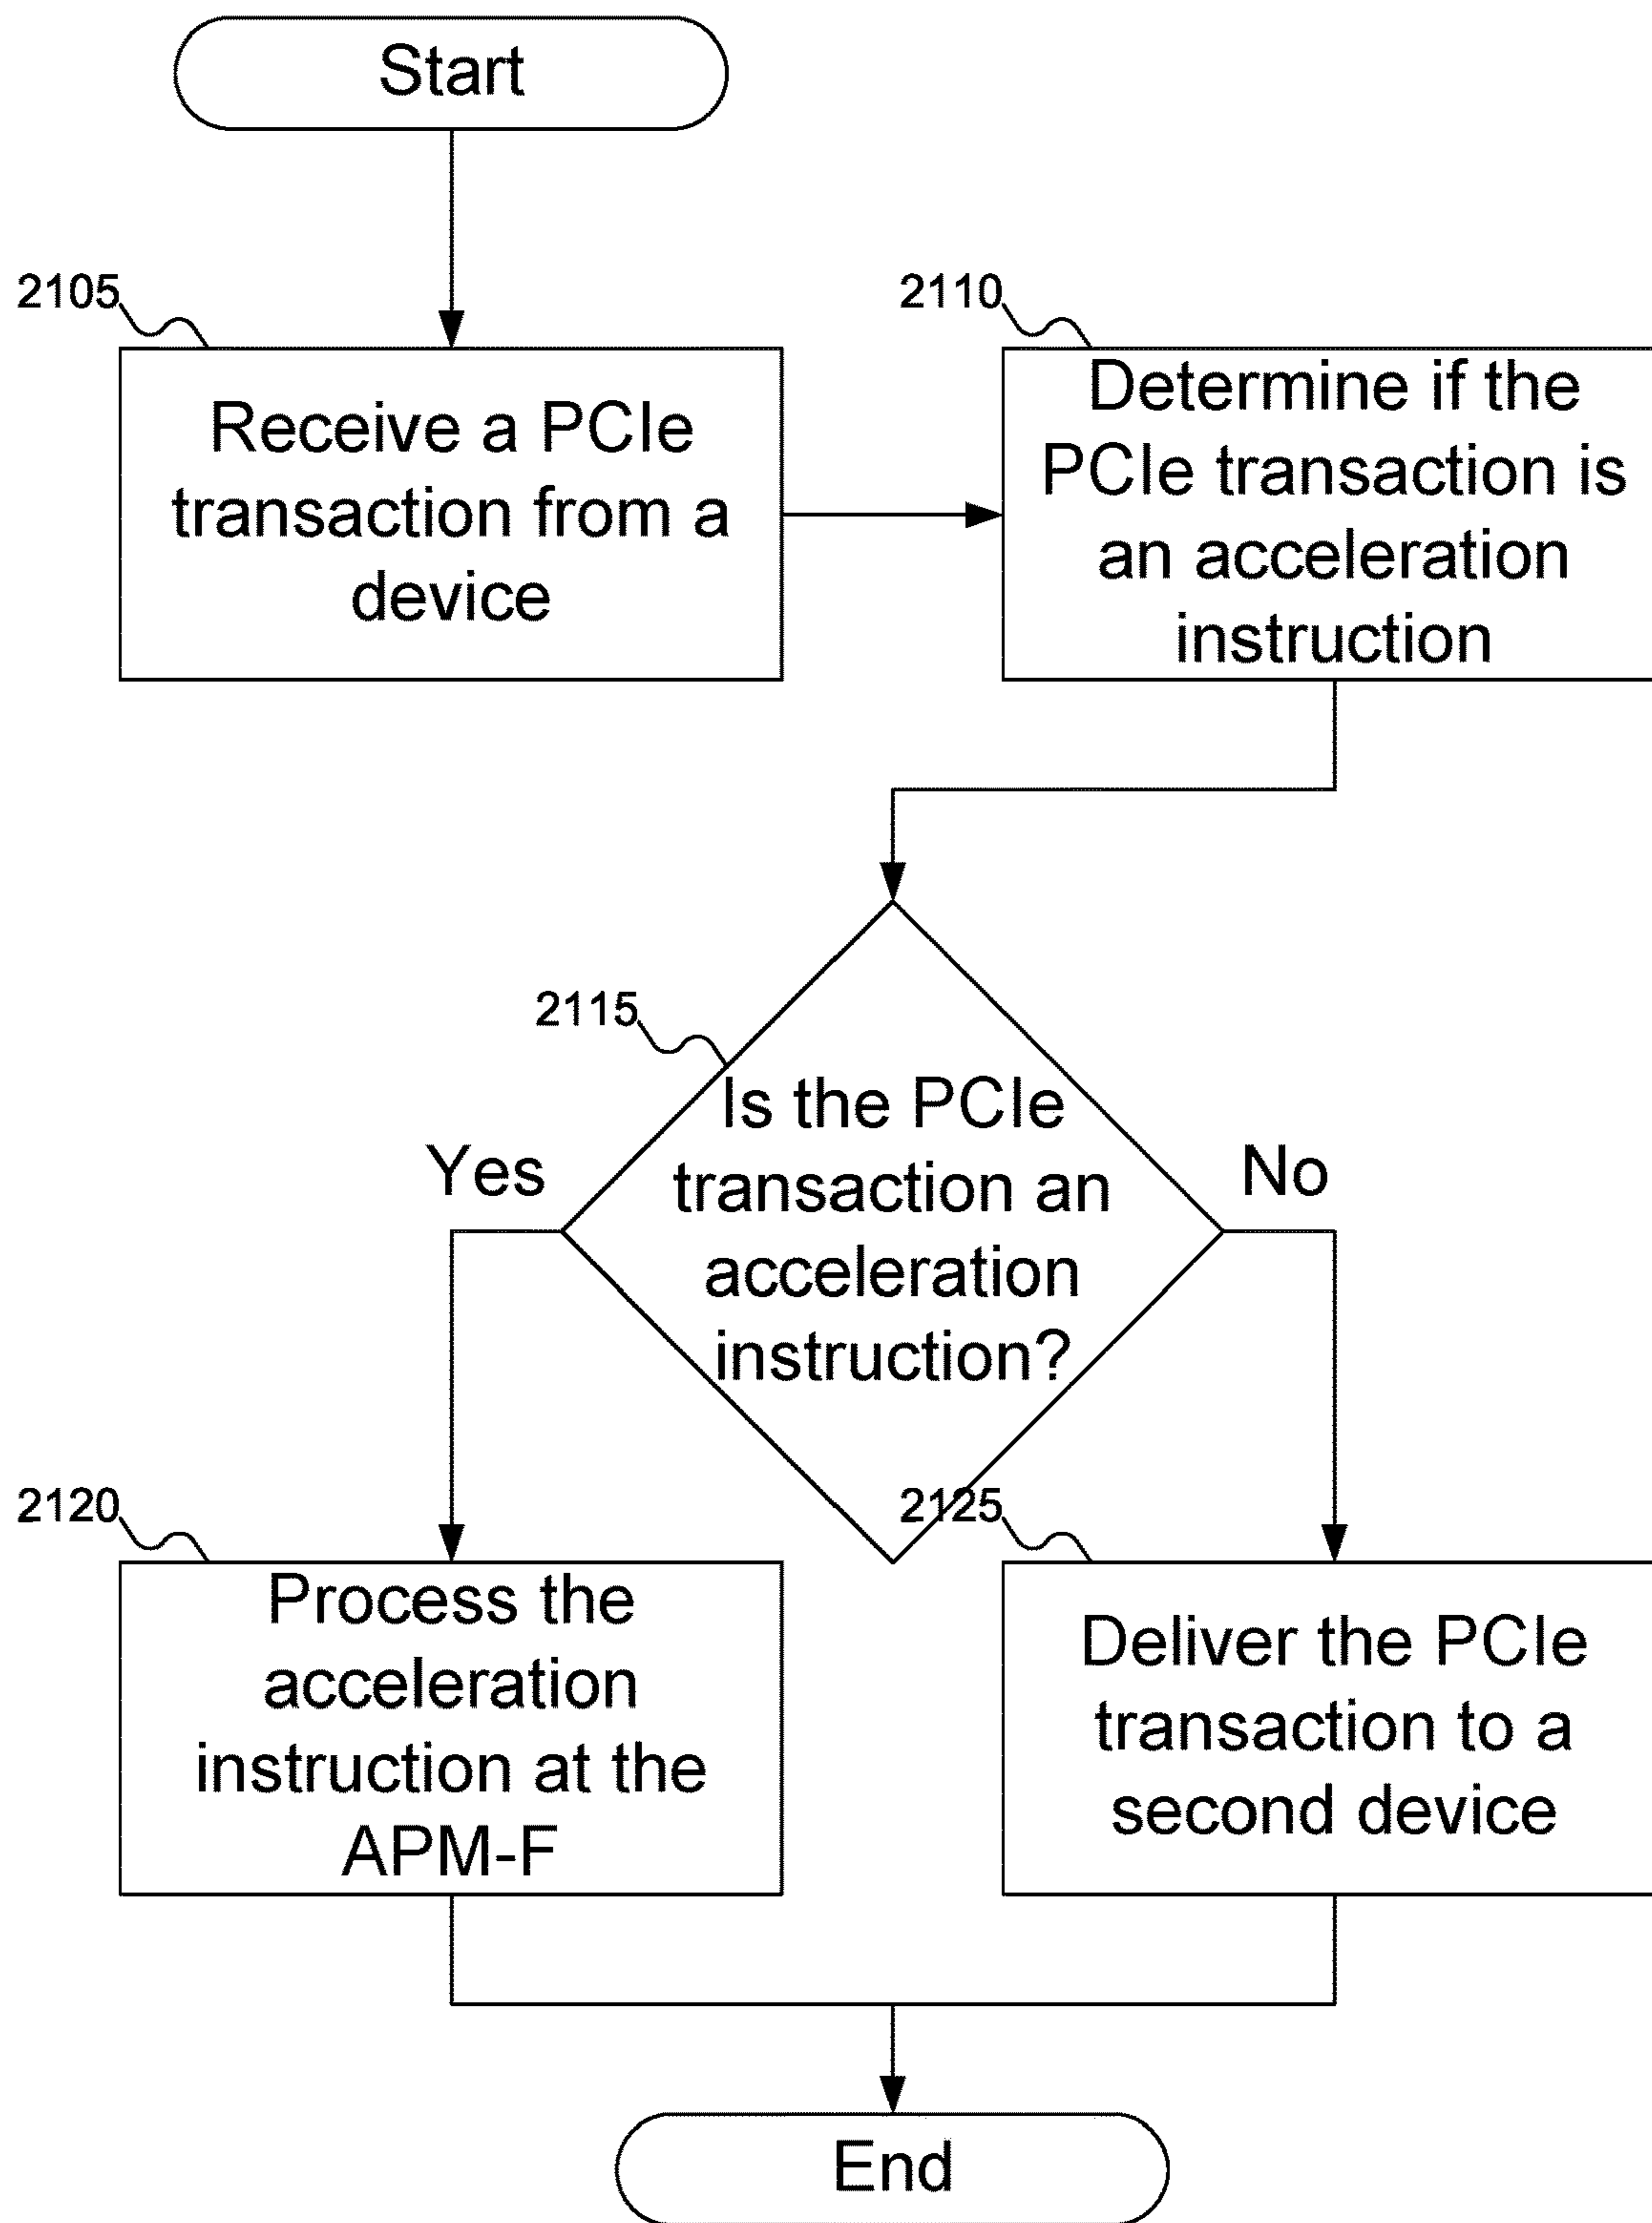 Start
2105
Receive a PCIe
transaction from a
device
2110
Determine if the
PCIe transaction is
an acceleration
instruction
2115
Is the PCIe
transaction an
acceleration
instruction?
Yes
No
2120
Process the
acceleration
instruction at the
APM-F
2125
Deliver the PCIe
transaction to a
second device
End